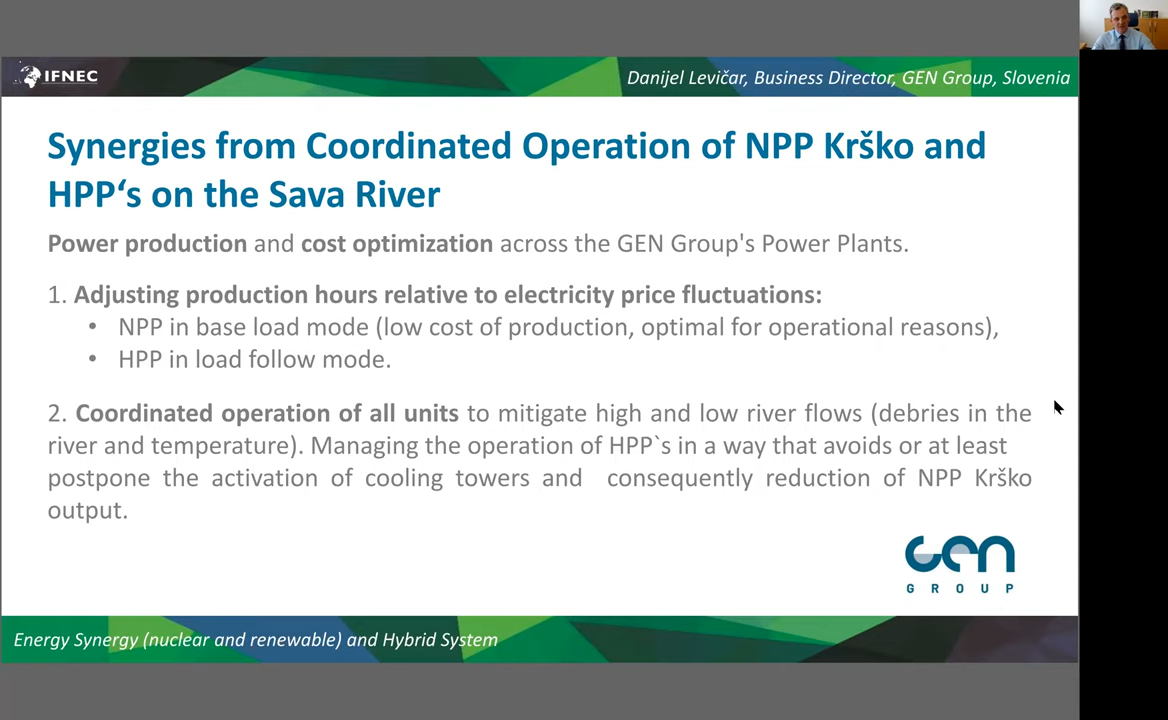 IFNEC
Danijel Levičar, Business Director, GEN Group, Slovenia
Synergies from Coordinated Operation of NPP Krško and
HPP‘s on the Sava River
Power production and cost optimization across the GEN Group's Power Plants.
1. Adjusting production hours relative to electricity price fluctuations:
• NPP in base load mode (low cost of production, optimal for operational reasons),
• HPP in load follow mode.
2. Coordinated operation of all units to mitigate high and low river flows (debries in the
river and temperature). Managing the operation of HPP`s in a way that avoids or at least
postpone the activation of cooling towers and consequently reduction of NPP Krško
output.
gen
GROUP
Energy Synergy (nuclear and renewable) and Hybrid System